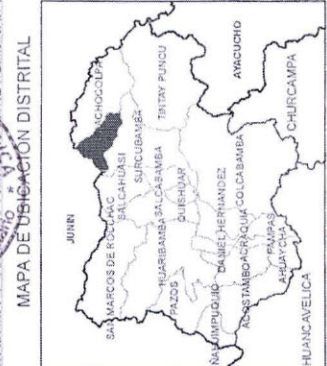 MAPA DE UBICACIÓN DISTRITAL
JUNIN
ACHOCOLPA
SAN MARCOS DE ROCCHAC
SALCAHUASI
SURCUBAMBA
TINTAY PUNCU
HUARIBAMBA
SALCABAMBA
QUISHUAR
PAZOS
DANIEL HERNANDEZ
AYACUCHO
ÑAHUIMPUQUIO
ACOSTAMBO
ACRAQUIA
COLCABAMBA
PAMPAS
AHUAYCHA
CHURCAMPA
HUANCAVELICA